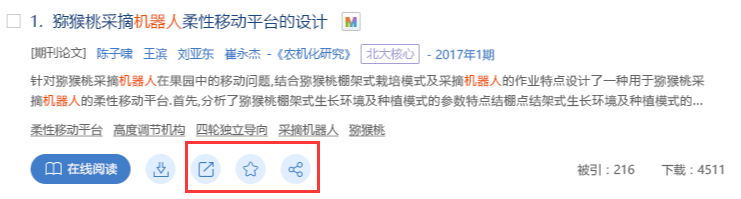 1. 猕猴桃采摘机器人柔性移动平台的设计 M
[期刊论文] 陈子啸 王滨 刘亚东 崔永杰 -《农机化研究》 北大核心 - 2017年1期
针对猕猴桃采摘机器人在果园中的移动问题,结合猕猴桃棚架式栽培模式及采摘机器人的作业特点设计了一种用于猕猴桃采
摘机器人的柔性移动平台.首先,分析了猕猴桃棚架式生长环境及种植模式的参数特点结棚点结架式生长环境及种植模式的...
柔性移动平台 高度调节机构 四轮独立导向 采摘机器人 猕猴桃
在线阅读 被引：216 下载：4511